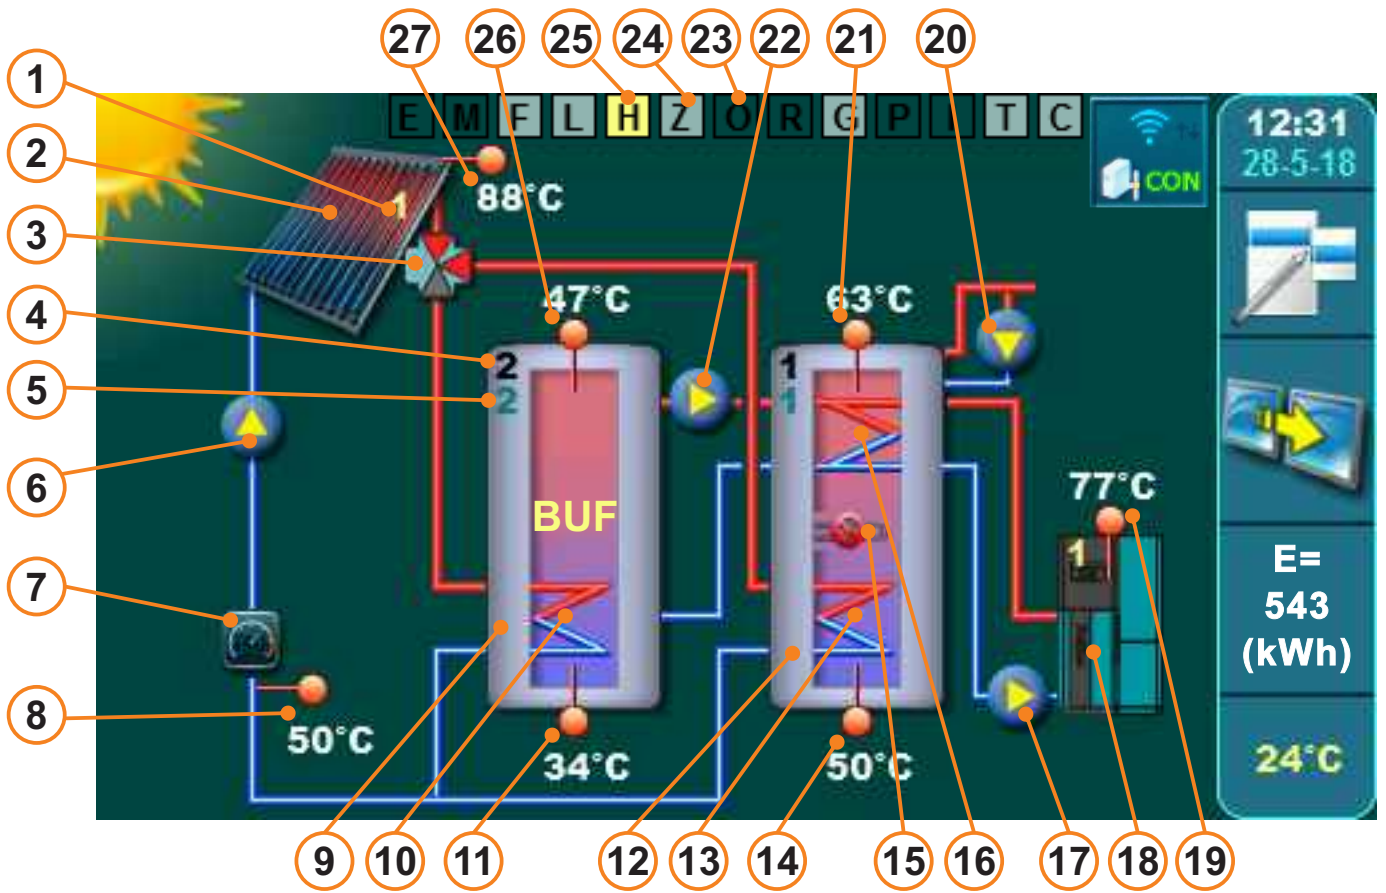 27 26 25 24 23 22 21 20
1
2
3
4
5
6
7
8
E M F L H Z O R G P I T C
CON
12:31
28-5-18
1
88°C
47°C
63°C
2
2
1
1
BUF
77°C
1
E=
543
(kWh)
50°C
34°C
50°C
24°C
9 10 11 12 13 14 15 16 17 18 19